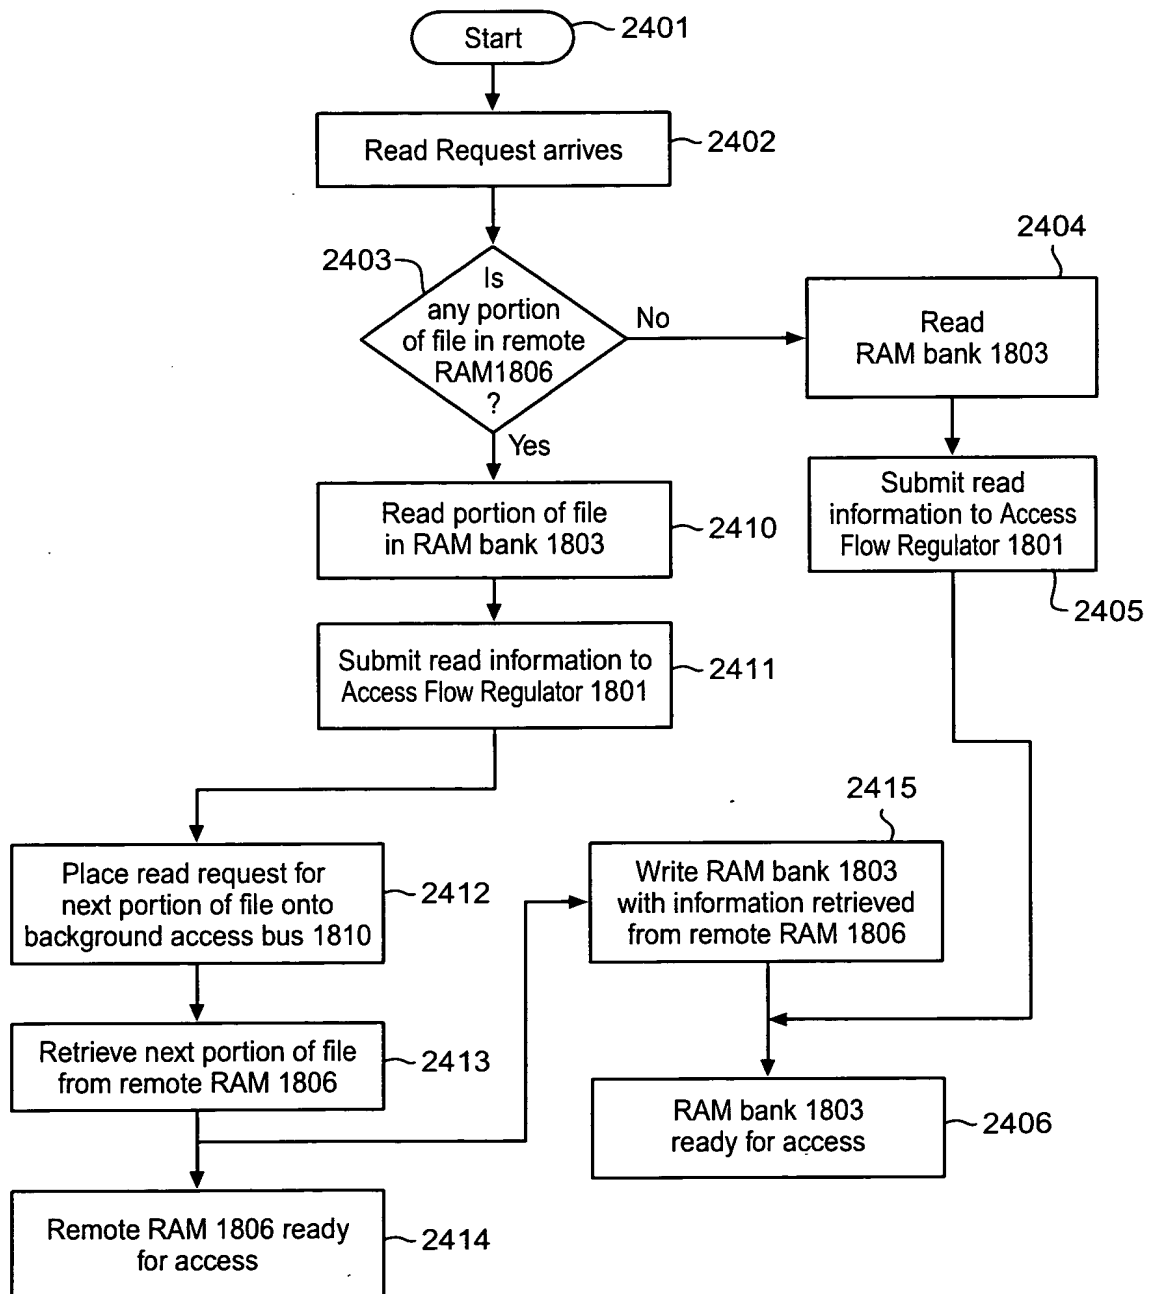 Start
2401
Read Request arrives
2402
2403
Is
any portion
of file in remote
RAM1806
?
No
Yes
2404
Read
RAM bank 1803
Submit read
information to Access
Flow Regulator 1801
2405
Read portion of file
in RAM bank 1803
2410
Submit read information to
Access Flow Regulator 1801
2411
Place read request for
next portion of file onto
background access bus 1810
2412
2415
Write RAM bank 1803
with information retrieved
from remote RAM 1806
Retrieve next portion of file
from remote RAM 1806
2413
RAM bank 1803
ready for access
2406
Remote RAM 1806 ready
for access
2414